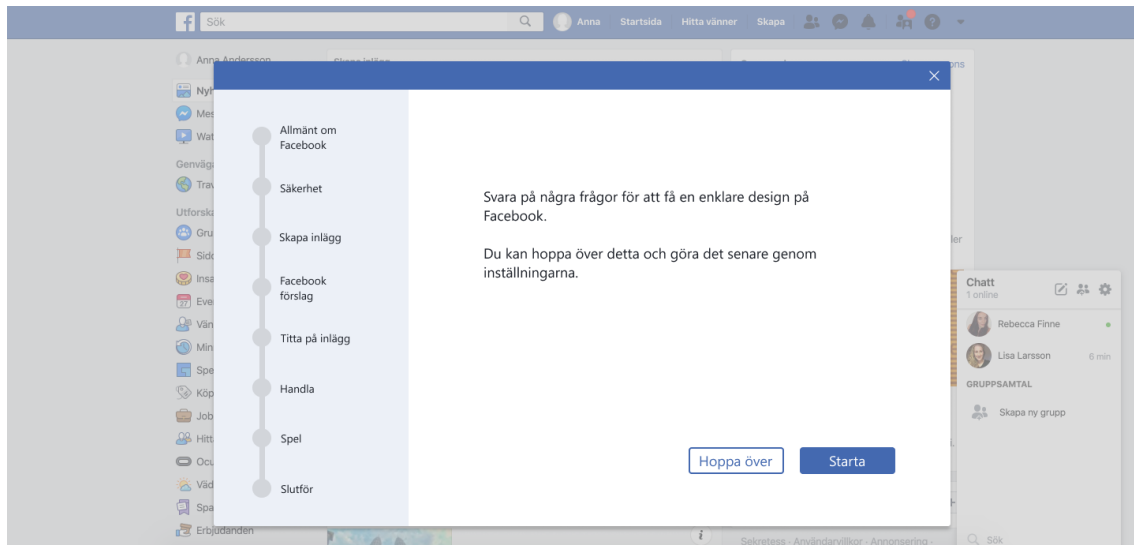 Sök
Anna Startsida Hitta vänner Skapa
Anna Andersson
Allmänt om
Facebook
Säkerhet
Skapa inlägg
Facebook
förslag
Titta på inlägg
Handla
Spel
Slutför
Svara på några frågor för att få en enklare design på
Facebook.
Du kan hoppa över detta och göra det senare genom
inställningarna.
Hoppa över
Starta
Erbjudanden
Chatt
1 online
Rebecca Finne
Lisa Larsson 6 min
GRUPPSAMTAL
Skapa ny grupp
Sekretess · Användarvillkor · Annonsering ·
Sök